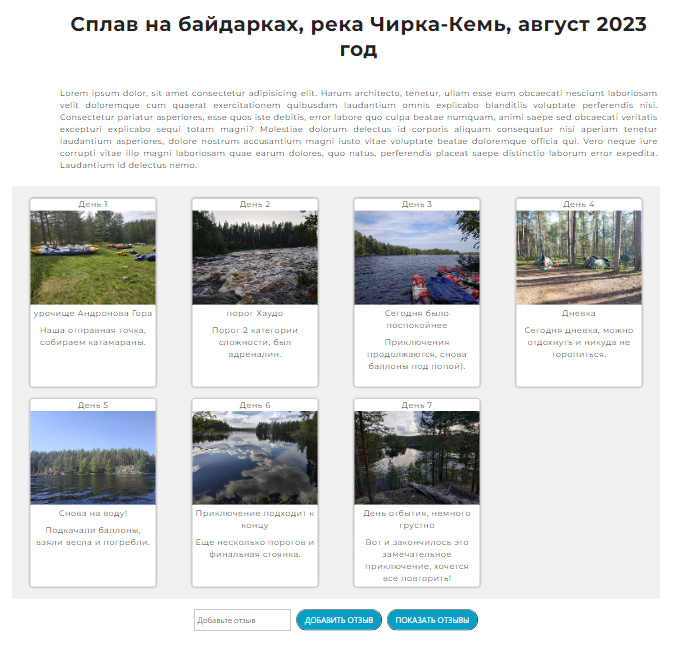 Сплав на байдарках, река Чирка-Кемь, август 2023
год
Lorem ipsum dolor, sit amet consectetur adipisicing elit. Harum architecto, tenetur, ullam esse eum obcaecati nesciunt laboriosam
velit doloremque cum quaerat exercitationem quibusdam laudantium omnis explicabo blanditiis voluptate perferendis nisi.
Consectetur pariatur asperiores, esse quos iste debitis, error labore quo culpa beatae numquam, animi saepe sed obcaecati veritatis
excepturi explicabo sequi totam magni? Molestiae dolorum delectus id corporis aliquam consequatur nisi aperiam tenetur
laudantium asperiores, dolore nostrum accusantium magni iusto vitae voluptate beatae doloremque officia qui. Vero neque iure
corrupti vitae illo magni laboriosam quae earum dolores, quo natus, perferendis placeat saepe distinctio laborum error expedita.
Laudantium id delectus nemo.
День 1
урочище Андронова Гора
Наша отправная точка,
собираем катамараны.
День 2
порог Хаудо
Порог 2 категории
сложности, был
адреналин.
День 3
Сегодня было
поспокойнее
Приключения
продолжаются, снова
баллоны под попой).
День 4
Дневка
Сегодня дневка, можно
отдохнуть и никуда не
торопиться.
День 5
Снова на воду!
Подкачали баллоны,
взяли весла и погребли.
День 6
Приключение подходит к
концу
Еще несколько порогов и
финальная стоянка.
День 7
День отбытия, немного
грустно
Вот и закончилось это
замечательное
приключение, хочется
все повторить!
Добавьте отзыв
ДОБАВИТЬ ОТЗЫВ
ПОКАЗАТЬ ОТЗЫВЫ